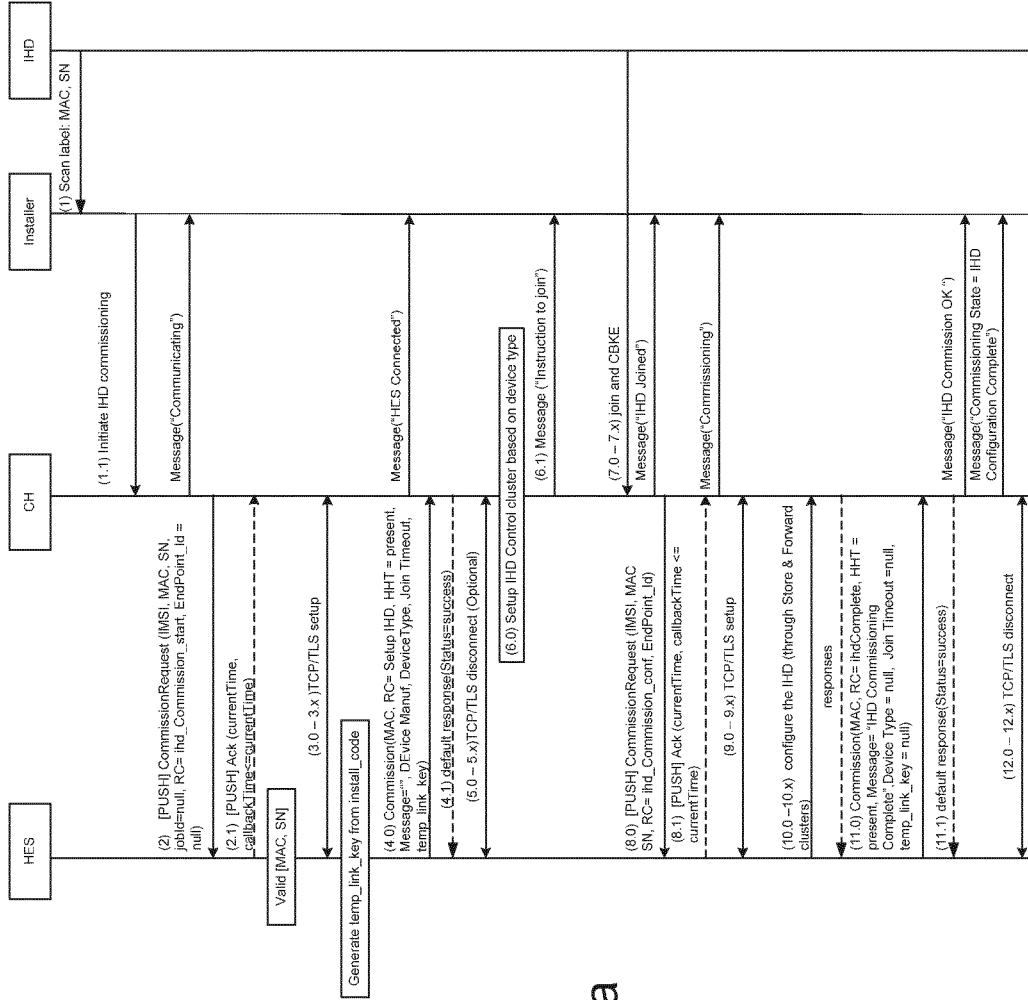 HES
CH
Installer
IHD
(1) Scan label: MAC, SN
(1.1) Initiate IHD commissioning
Message("Communicating")
(2) [PUSH] CommissionRequest (IMSI, MAC, SN,
jobId=null, RC= ihd_Commission_start, EndPoint_Id =
null)
(2.1) [PUSH] Ack (currentTime,
callbackTime<=currentTime)
Valid [MAC, SN]
(3.0 – 3.x )TCP/TLS setup
Generate temp_link_key from install_code
(4.0) Commission(MAC, RC= Setup IHD, HHT = present,
Message="", DEvice Manuf, DeviceType, Join Timeout,
temp_link_key)
Message("HES Connected")
(4.1) default response(Status=success)
(5.0 – 5.x)TCP/TLS disconnect (Optional)
(6.0) Setup IHD Control cluster based on device type
(6.1) Message ("Instruction to join")
(7.0 – 7.x) join and CBKE
Message("IHD Joined")
(8.0) [PUSH] CommissionRequest (IMSI, MAC
SN, RC= ihd_Commission_conf, EndPoint_Id)
(8.1) [PUSH] Ack (currentTime, callbackTime <=
currentTime)
Message("Commissioning")
(9.0 – 9.x) TCP/TLS setup
(10.0 –10.x) configure the IHD (through Store & Forward
clusters)
responses
(11.0) Commission(MAC, RC= ihdComplete, HHT =
present, Message= "IHD Commissioning
Complete",Device Type = null, Join Timeout =null,
temp_link_key = null)
(11.1) default response(Status=success)
Message("IHD Commission OK ")
Message("Commissioning State = IHD
Configuration Complete")
(12.0 – 12.x) TCP/TLS disconnect
a